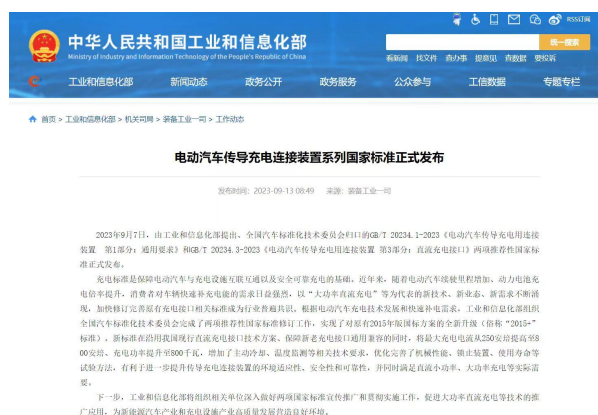 RSS订阅
中华人民共和国工业和信息化部
Ministry of Industry and Information Technology of the People's Republic of China
统一搜索
看新闻 找文件 查办事 提意见 查数据 要投诉
工业和信息化部 新闻动态 政务公开 政务服务 公众参与 工信数据 专题专栏
首页 > 工业和信息化部 > 机关司局 > 装备工业一司 > 工作动态
电动汽车传导充电连接装置系列国家标准正式发布
发布时间：2023-09-13 08:49 来源：装备工业一司
2023年9月7日，由工业和信息化部提出、全国汽车标准化技术委员会归口的GB/T 20234.1-2023《电动汽车传导充电用连接
装置 第1部分：通用要求》和GB/T 20234.3-2023《电动汽车传导充电用连接装置 第3部分：直流充电接口》两项推荐性国家标
准正式发布。
充电标准是保障电动汽车与充电设施互联互通以及安全可靠充电的基础。近年来，随着电动汽车续驶里程增加、动力电池充
电倍率提升，消费者对车辆快速补充电能的需求日益强烈，以“大功率直流充电”等为代表的新技术、新业态、新需求不断涌
现，加快修订完善原有充电接口相关标准成为行业普遍共识。根据电动汽车充电技术发展和快速补电需求，工业和信息化部组织
全国汽车标准化技术委员会完成了两项推荐性国家标准修订工作，实现了对原有2015年版国标方案的全新升级（俗称“2015+”
标准），新标准在沿用我国现行直流充电接口技术方案、保障新老充电接口通用兼容的同时，将最大充电电流从250安培提高至8
00安培、充电功率提升至800千瓦，增加了主动冷却、温度监测等相关技术要求，优化完善了机械性能、锁止装置、使用寿命等
试验方法，有利于进一步提升传导充电连接装置的环境适应性、安全性和可靠性，并同时满足直流小功率、大功率充电等实际需
要。
下一步，工业和信息化部将组织相关单位深入做好两项国家标准宣传推广和贯彻实施工作，促进大功率直流充电等技术的推
广应用，为新能源汽车产业和充电设施产业高质量发展营造良好环境。